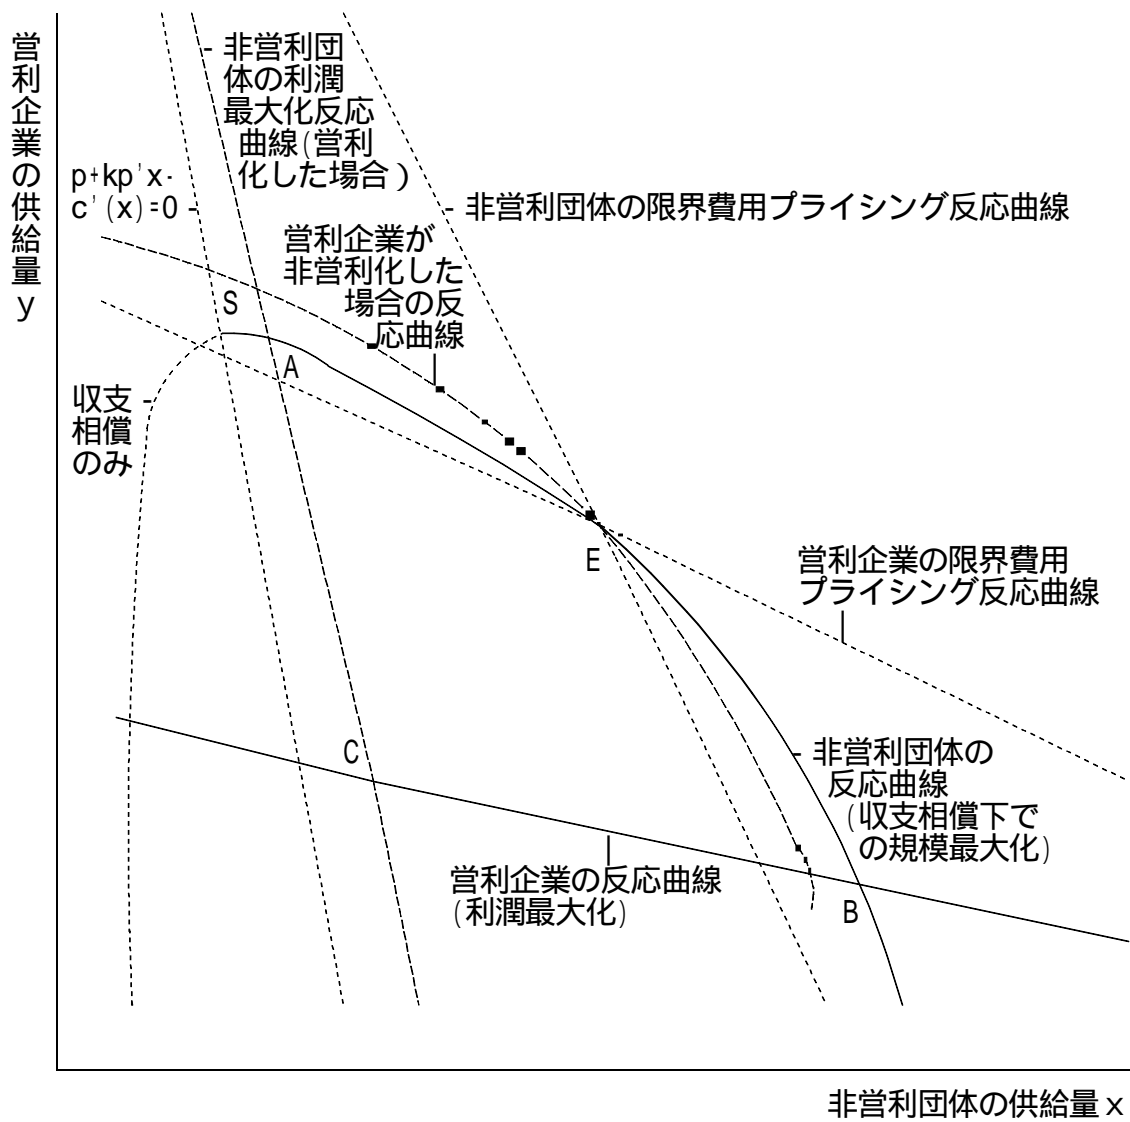 営利企業の供給量y
非営利団
体の利潤
最大化反応
曲線(営利
化した場合)
p+kp'x-
c'(x)=0
非営利団体の限界費用プライシング反応曲線
営利企業が
非営利化した
場合の反
応曲線
S
A
収支
相償
のみ
E
営利企業の限界費用
プライシング反応曲線
C
非営利団体の
反応曲線
(収支相償下で
の規模最大化)
営利企業の反応曲線
(利潤最大化)
B
非営利団体の供給量x